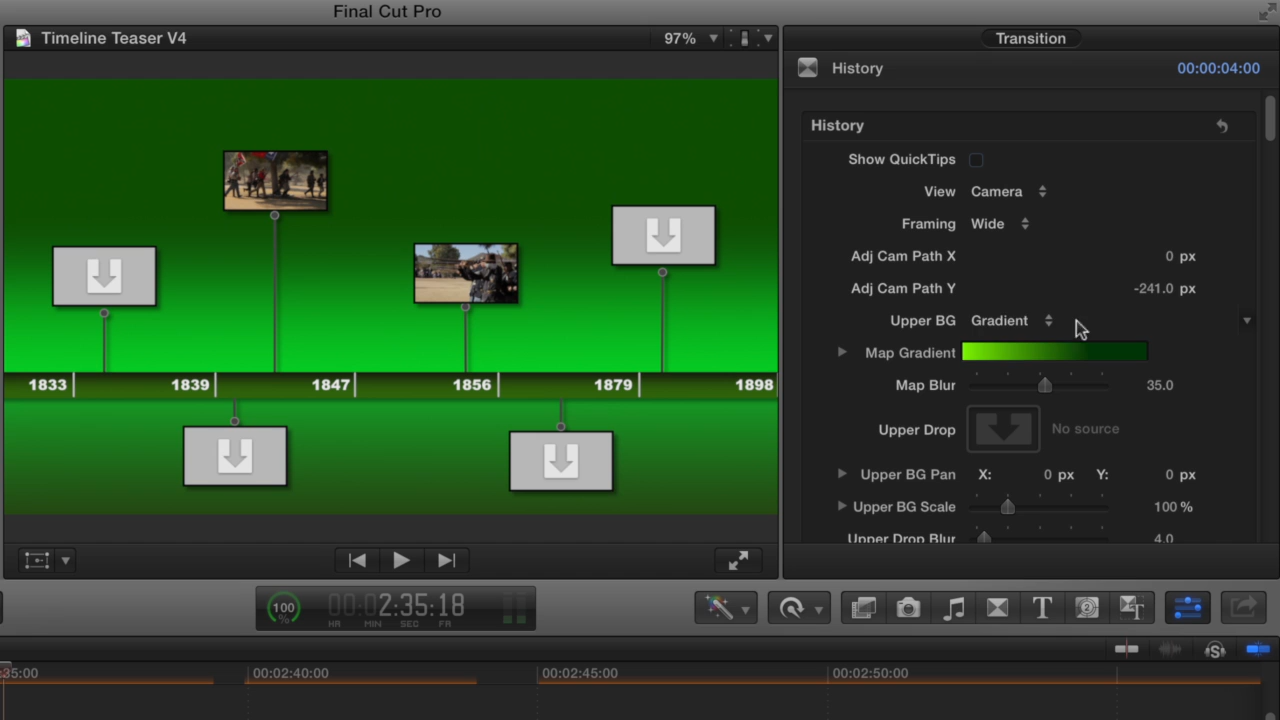 Final Cut Pro
Timeline Teaser V4
97%
Transition
History
00:00:04:00
History
Show QuickTips
View Camera
Framing Wide
Adj Cam Path X 0 px
Adj Cam Path Y -241.0 px
Upper BG Gradient
Map Gradient
Map Blur 35.0
Upper Drop No source
Upper BG Pan X: 0 px Y: 0 px
Upper BG Scale 100 %
Upper Drop Blur 4.0
1833 1839 1847 1856 1879 1898
100 %
00:02:35:18
HR MIN SEC FR
T
2
T
S
:35:00
00:02:40:00
00:02:45:00
00:02:50:00